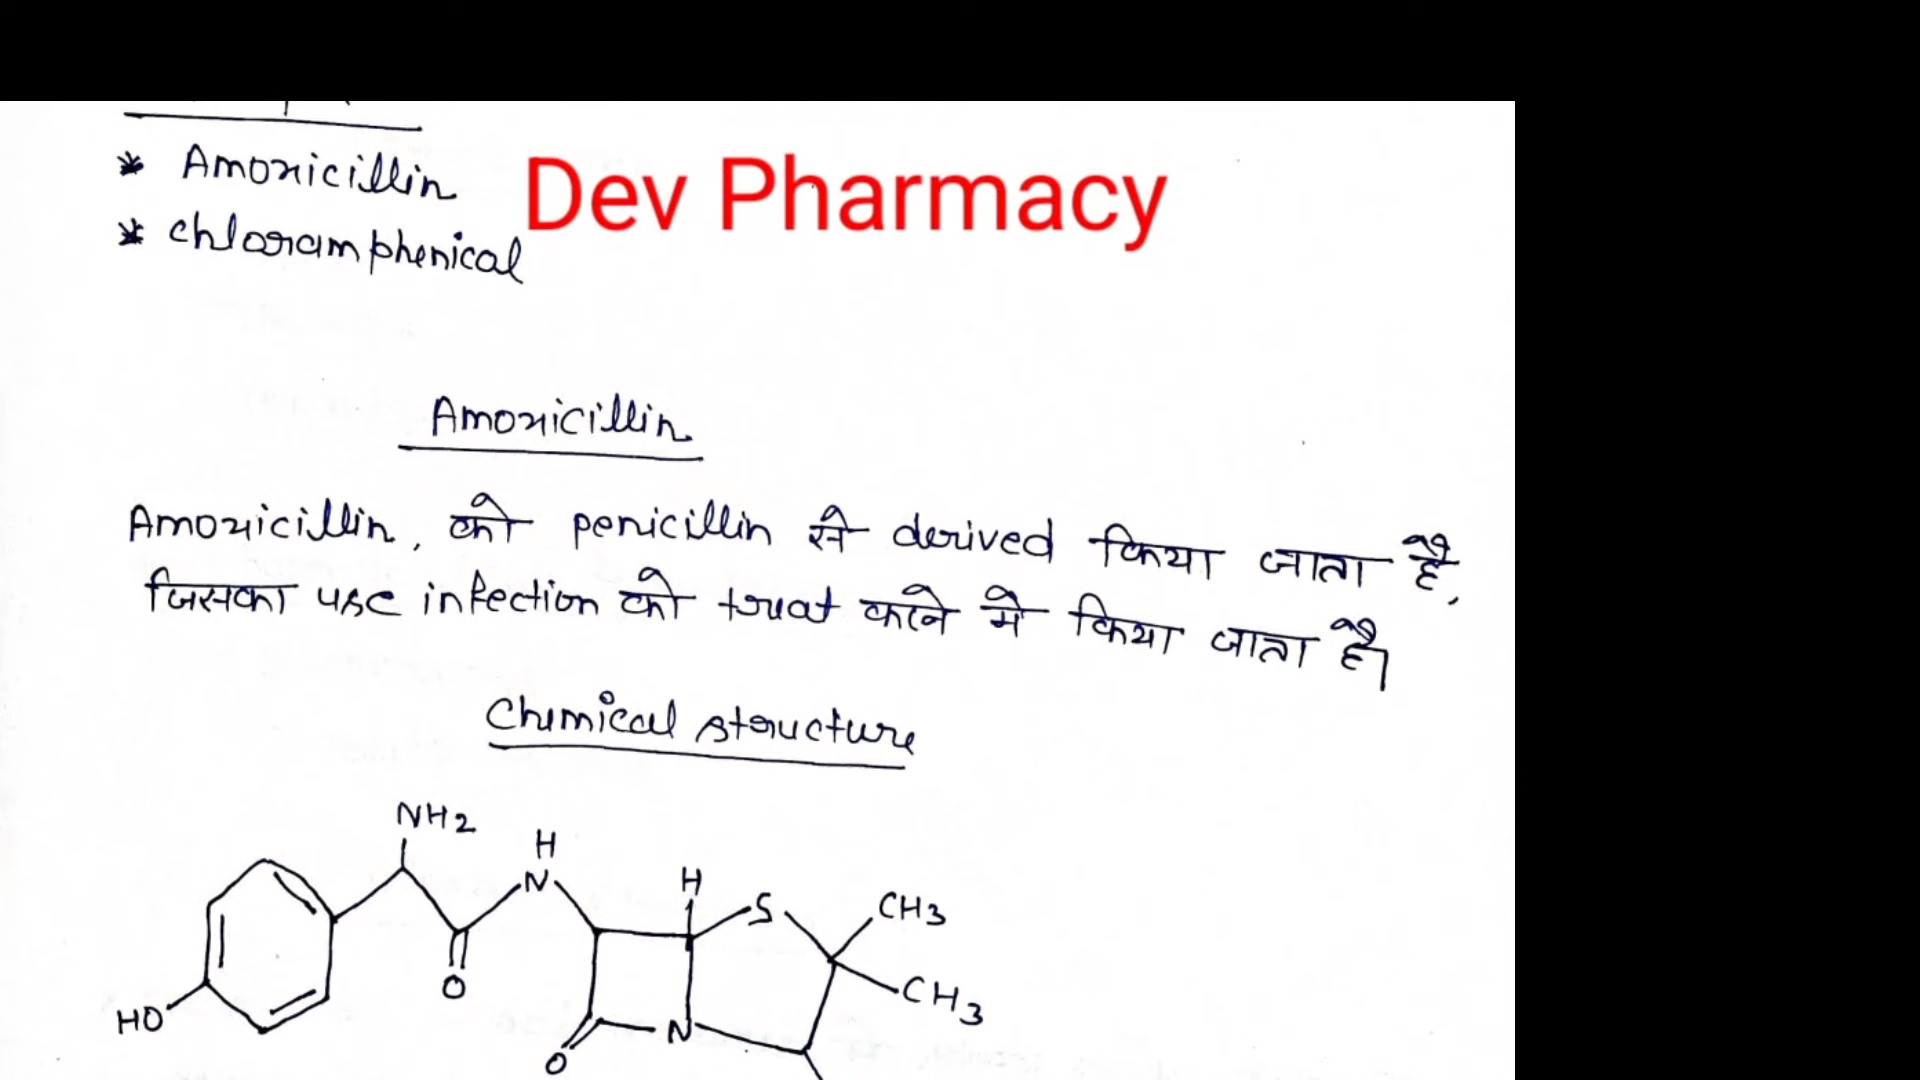 * Amoxicillin
Dev Pharmacy
* chloramphenical
Amoxicillin
Amoxicillin, को penicillin से derived किया जाता है,
जिसका use infection को treat करने मे किया जाता है।
Chemical structure
NH2
H
N
H
S
CH3
CH3
O
HO
N
O